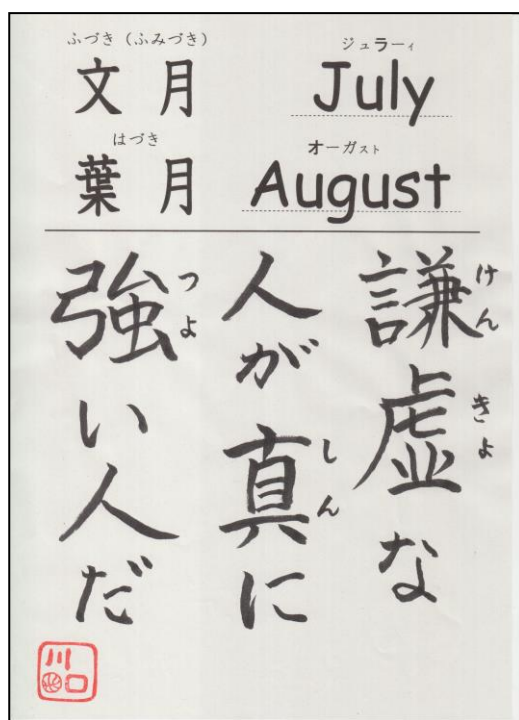 ふづき（ふみづき）
文 月
ジュラーィ
July
はづき
葉 月
オーガスト
August
けんきょ
謙虚な
しん
人が真に
つよ
強い人だ
川口